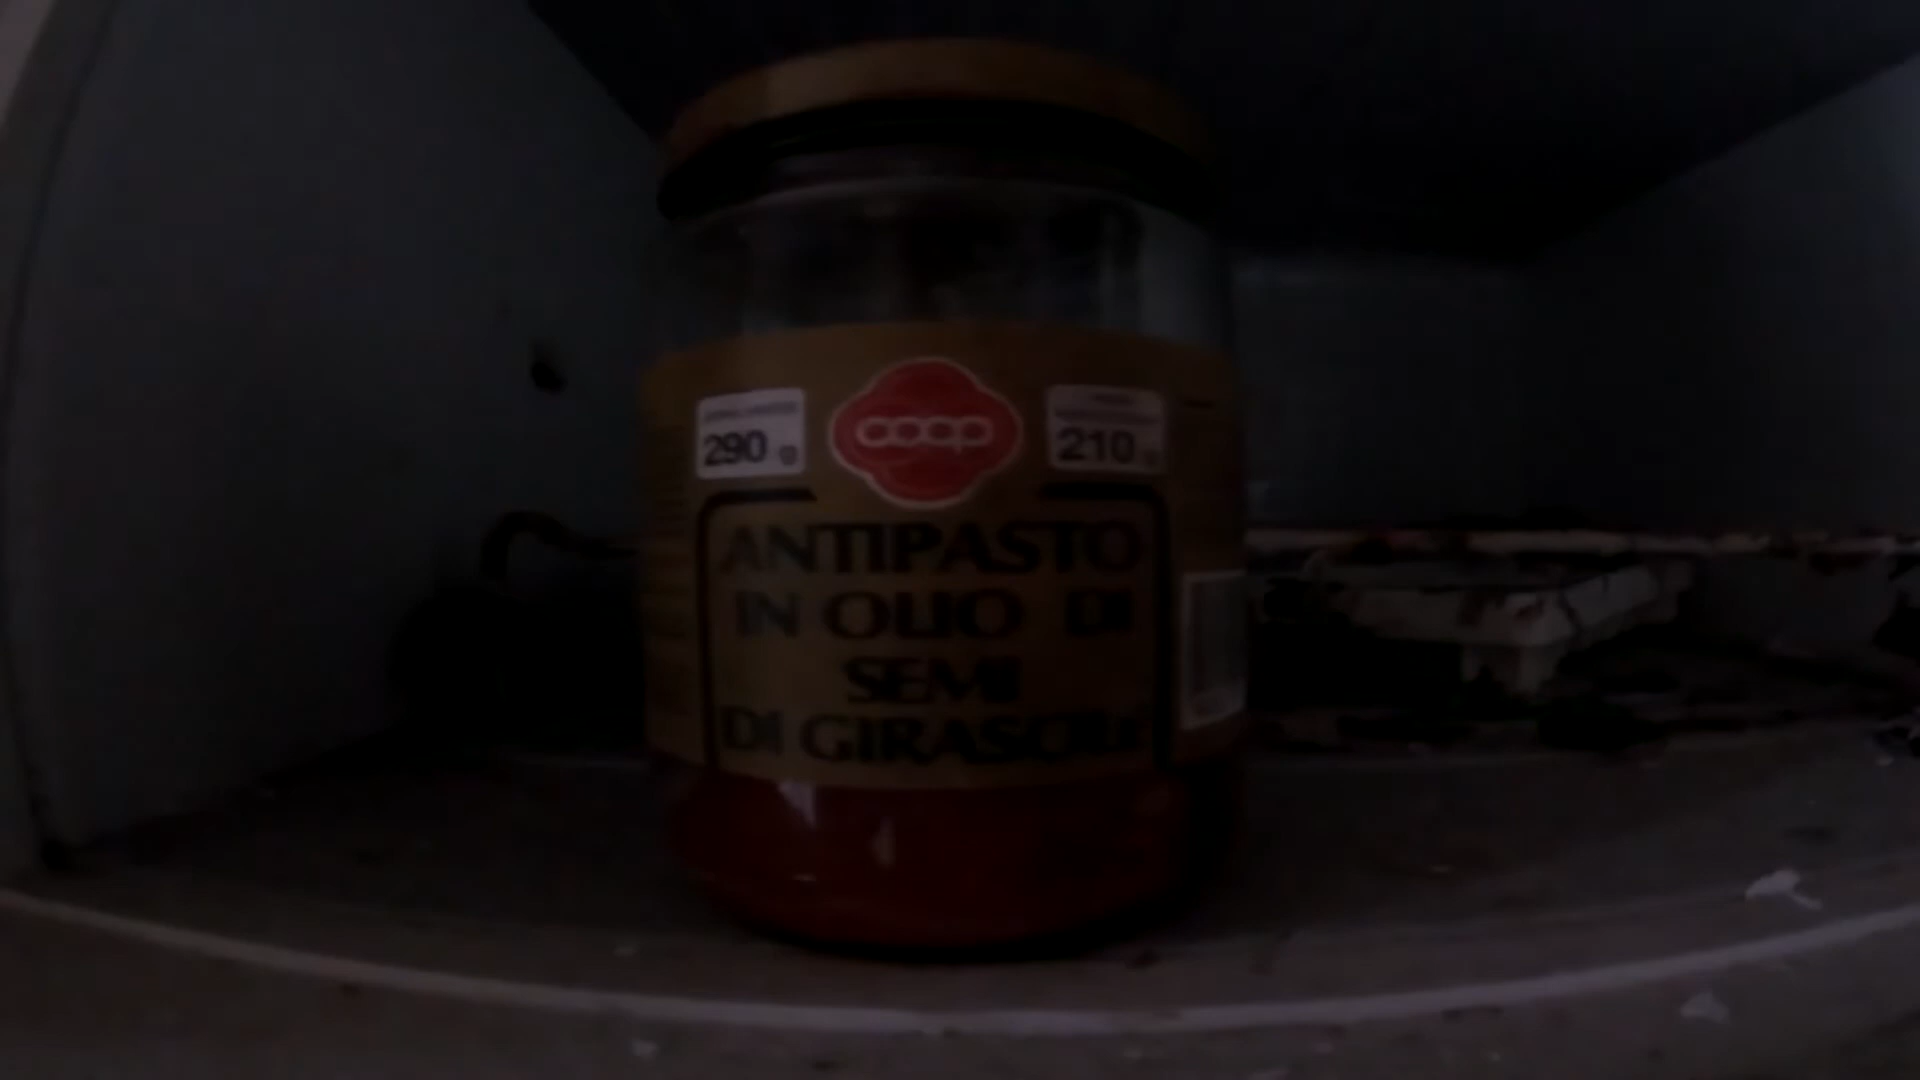 coop
290 g
210 g
ANTIPASTO
IN OLIO DI
SEMI
DI GIRASOLE